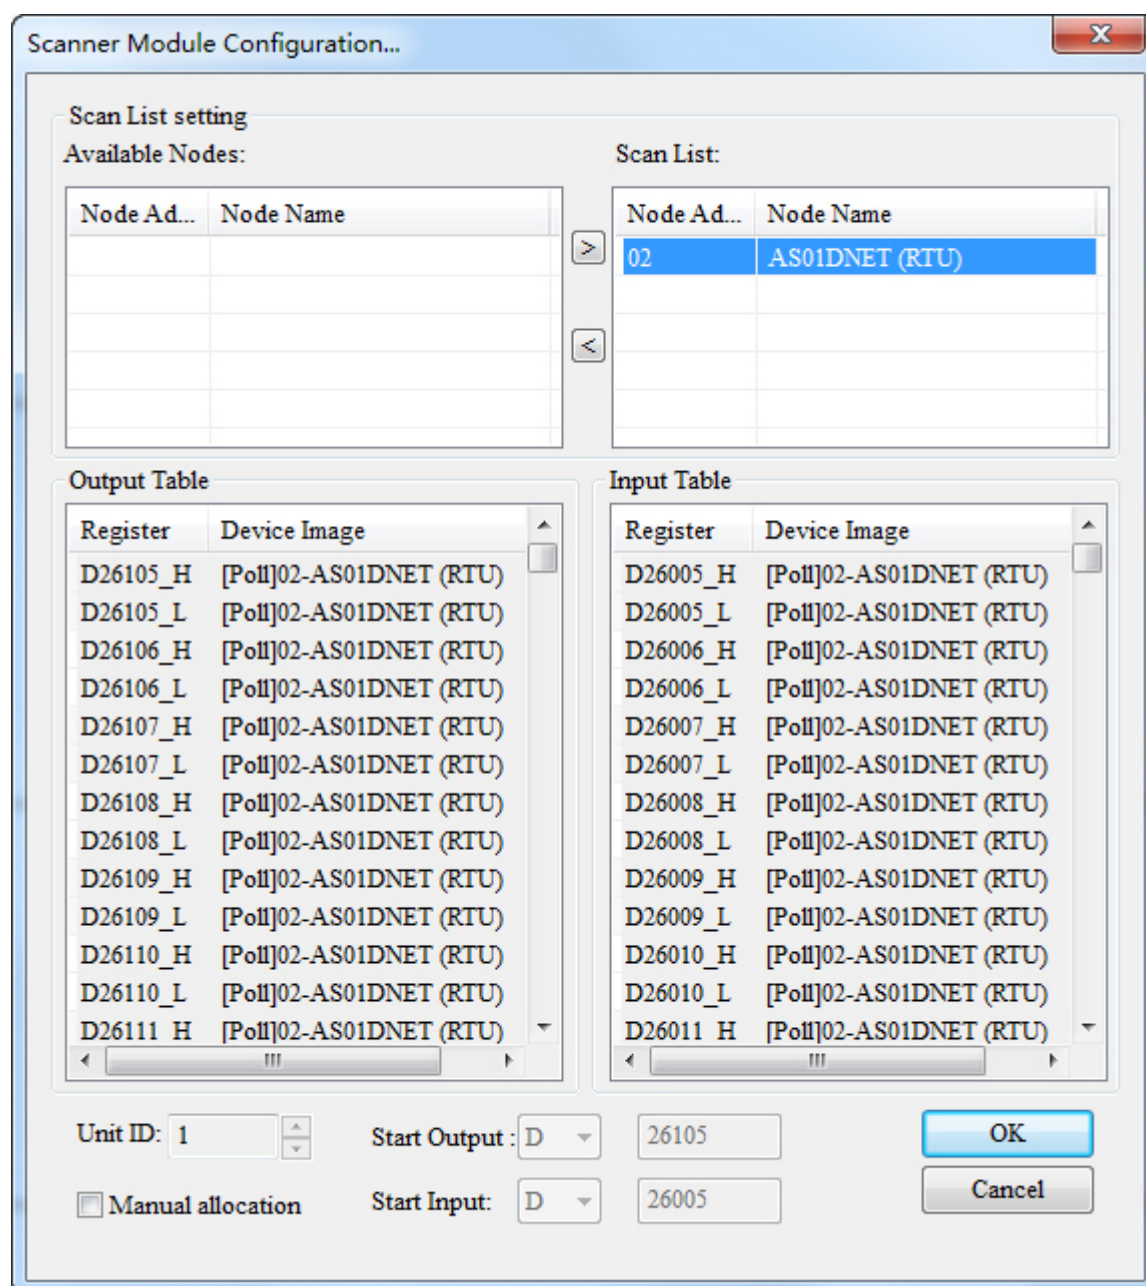 Scanner Module Configuration...
Scan List setting
Available Nodes:
Scan List:
Node Ad... Node Name
Node Ad... Node Name
>
02 AS01DNET (RTU)
<
Output Table
Input Table
Register Device Image
Register Device Image
D26105_H [Poll]02-AS01DNET (RTU)
D26005_H [Poll]02-AS01DNET (RTU)
D26105_L [Poll]02-AS01DNET (RTU)
D26005_L [Poll]02-AS01DNET (RTU)
D26106_H [Poll]02-AS01DNET (RTU)
D26006_H [Poll]02-AS01DNET (RTU)
D26106_L [Poll]02-AS01DNET (RTU)
D26006_L [Poll]02-AS01DNET (RTU)
D26107_H [Poll]02-AS01DNET (RTU)
D26007_H [Poll]02-AS01DNET (RTU)
D26107_L [Poll]02-AS01DNET (RTU)
D26007_L [Poll]02-AS01DNET (RTU)
D26108_H [Poll]02-AS01DNET (RTU)
D26008_H [Poll]02-AS01DNET (RTU)
D26108_L [Poll]02-AS01DNET (RTU)
D26008_L [Poll]02-AS01DNET (RTU)
D26109_H [Poll]02-AS01DNET (RTU)
D26009_H [Poll]02-AS01DNET (RTU)
D26109_L [Poll]02-AS01DNET (RTU)
D26009_L [Poll]02-AS01DNET (RTU)
D26110_H [Poll]02-AS01DNET (RTU)
D26010_H [Poll]02-AS01DNET (RTU)
D26110_L [Poll]02-AS01DNET (RTU)
D26010_L [Poll]02-AS01DNET (RTU)
D26111_H [Poll]02-AS01DNET (RTU)
D26011_H [Poll]02-AS01DNET (RTU)
Unit ID: 1
Start Output : D 26105
OK
Manual allocation
Start Input: D 26005
Cancel